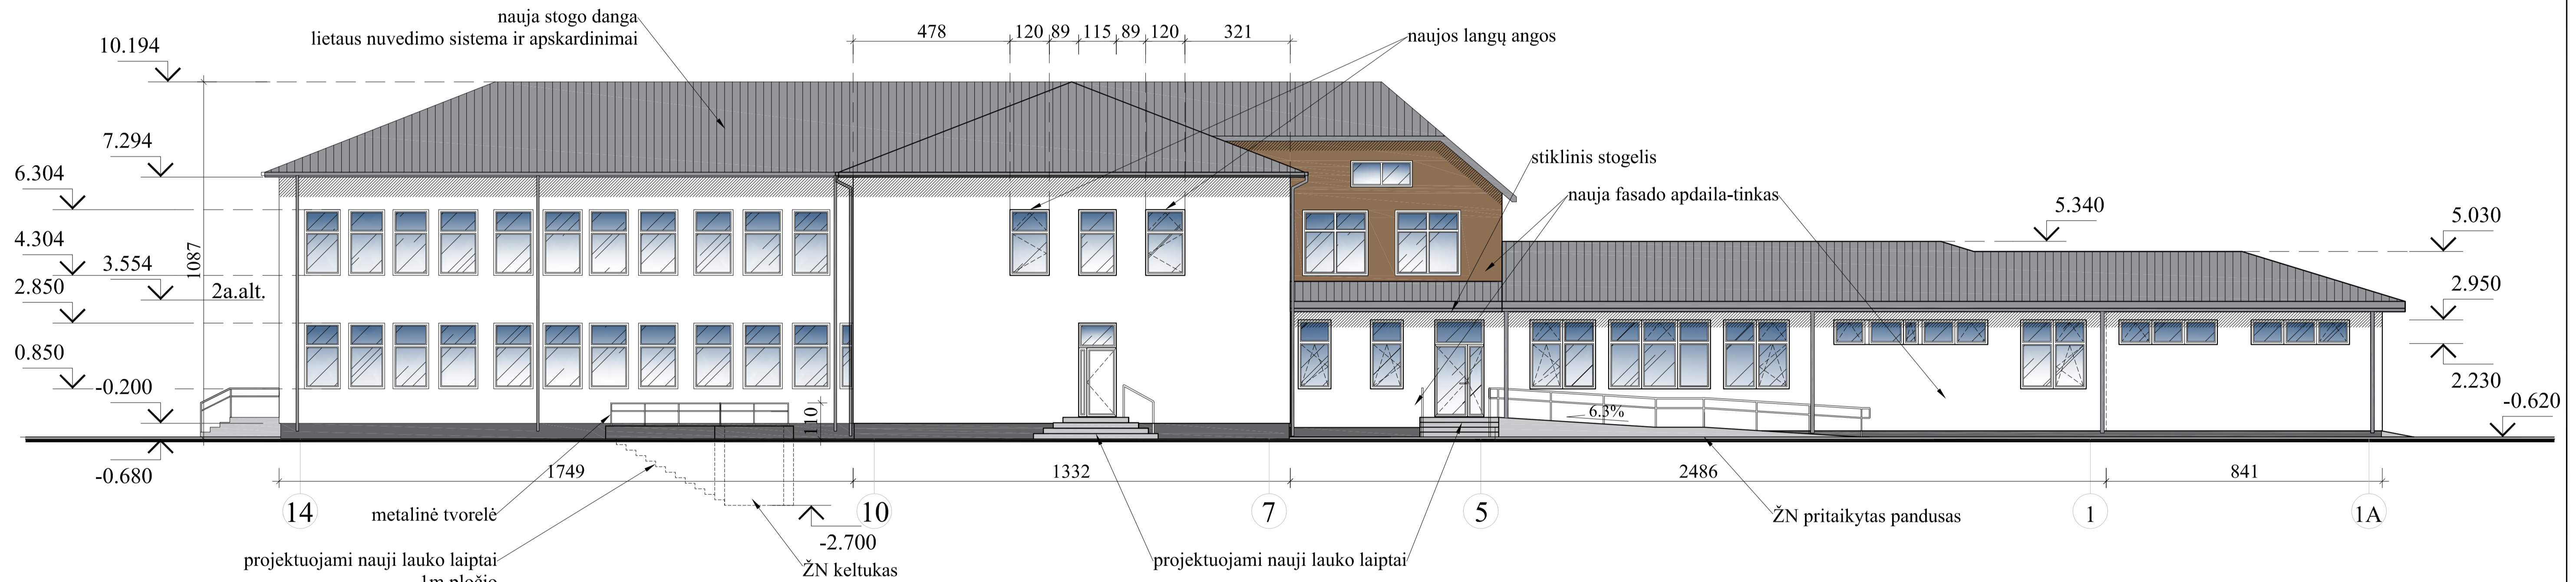 nauja stogo danga
lietaus nuvedimo sistema ir apskardinimai
478 120 89 115 89 120 321
naujos langų angos
10.194
7.294
6.304
4.304
3.554
2a.alt.
2.850
0.850
-0.200
-0.680
1087
stiklinis stogelis
nauja fasado apdaila-tinkas
5.340
5.030
2.950
2.230
-0.620
110
6.3%
1749 1332 2486 841
14 10 7 5 1 1A
metalinė tvorelė
-2.700
ŽN pritaikytas pandusas
projektuojami nauji lauko laiptai
1m pločio
ŽN keltukas
projektuojami nauji lauko laiptai